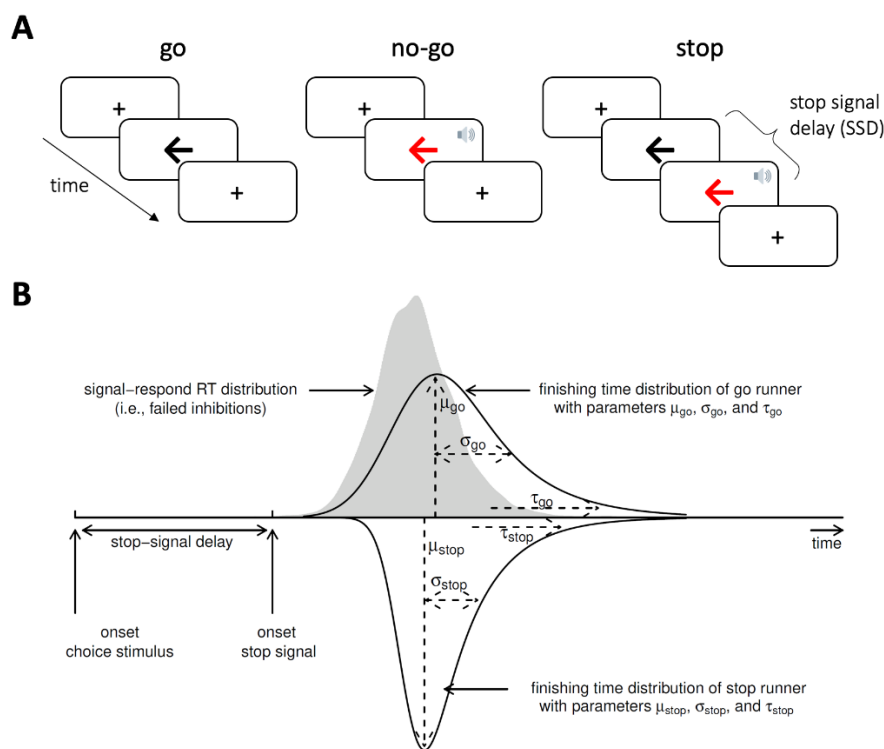 A
go
no-go
stop
+
+
+
+
+
+
+
stop signal
delay (SSD)
time
B
signal−respond RT distribution
(i.e., failed inhibitions)
finishing time distribution of go runner
with parameters μgo, σgo, and τgo
μgo
σgo
τgo
stop−signal delay
τstop
time
μstop
σstop
onset
choice stimulus
onset
stop signal
finishing time distribution of stop runner
with parameters μstop, σstop, and τstop